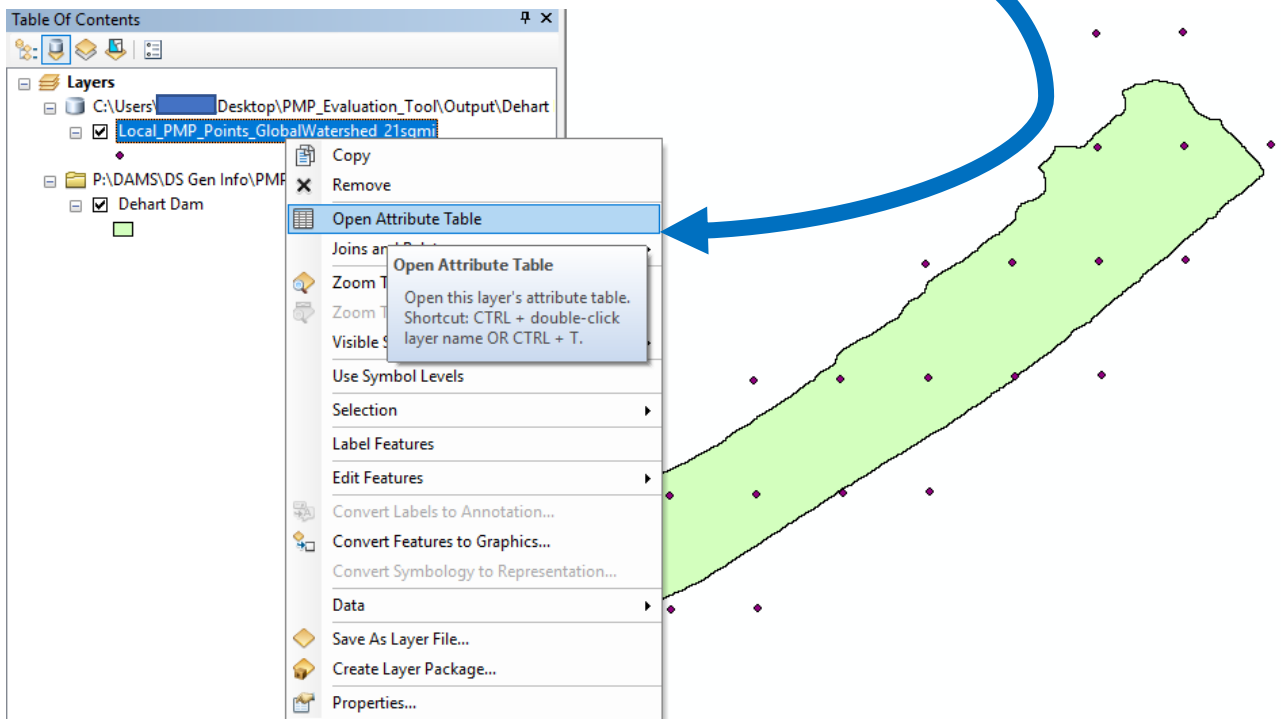 Table Of Contents
Layers
C:\Users\ Desktop\PMP_Evaluation_Tool\Output\Dehart
Local_PMP_Points_GlobalWatershed_21sqmi
P:\DAMS\DS Gen Info\PMP
Dehart Dam
Copy
Remove
Open Attribute Table
Joins and
Open Attribute Table
Open this layer's attribute table.
Shortcut: CTRL + double-click
layer name OR CTRL + T.
Zoom T
Zoom T
Visible S
Use Symbol Levels
Selection
Label Features
Edit Features
Convert Labels to Annotation...
Convert Features to Graphics...
Convert Symbology to Representation...
Data
Save As Layer File...
Create Layer Package...
Properties...